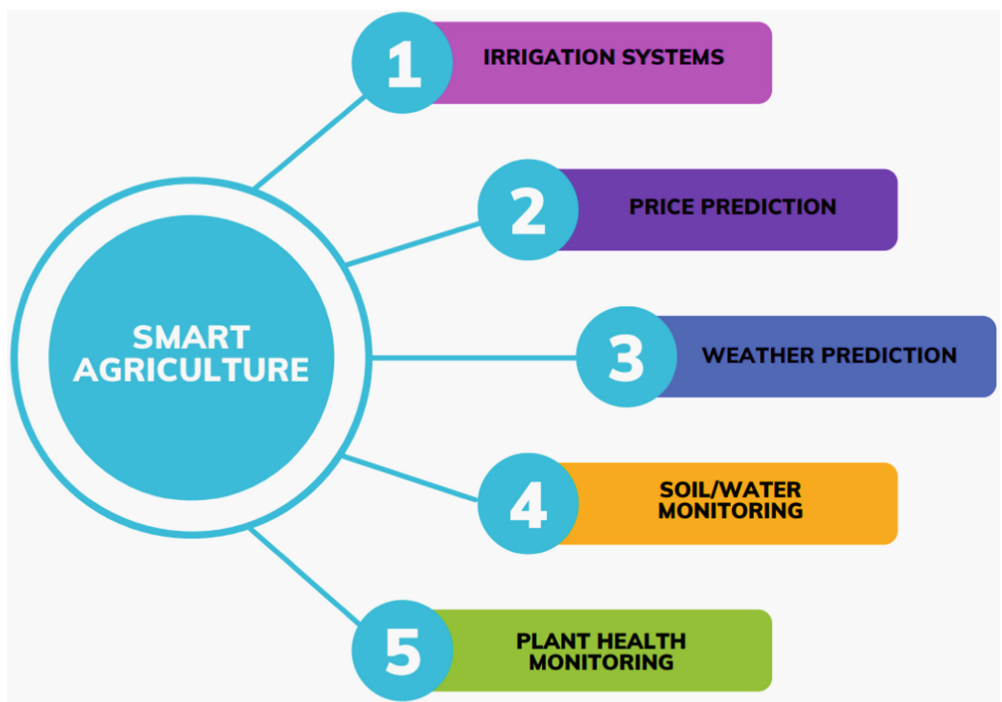 1
IRRIGATION SYSTEMS
2
PRICE PREDICTION
SMART
AGRICULTURE
3
WEATHER PREDICTION
4
SOIL/WATER
MONITORING
5
PLANT HEALTH
MONITORING